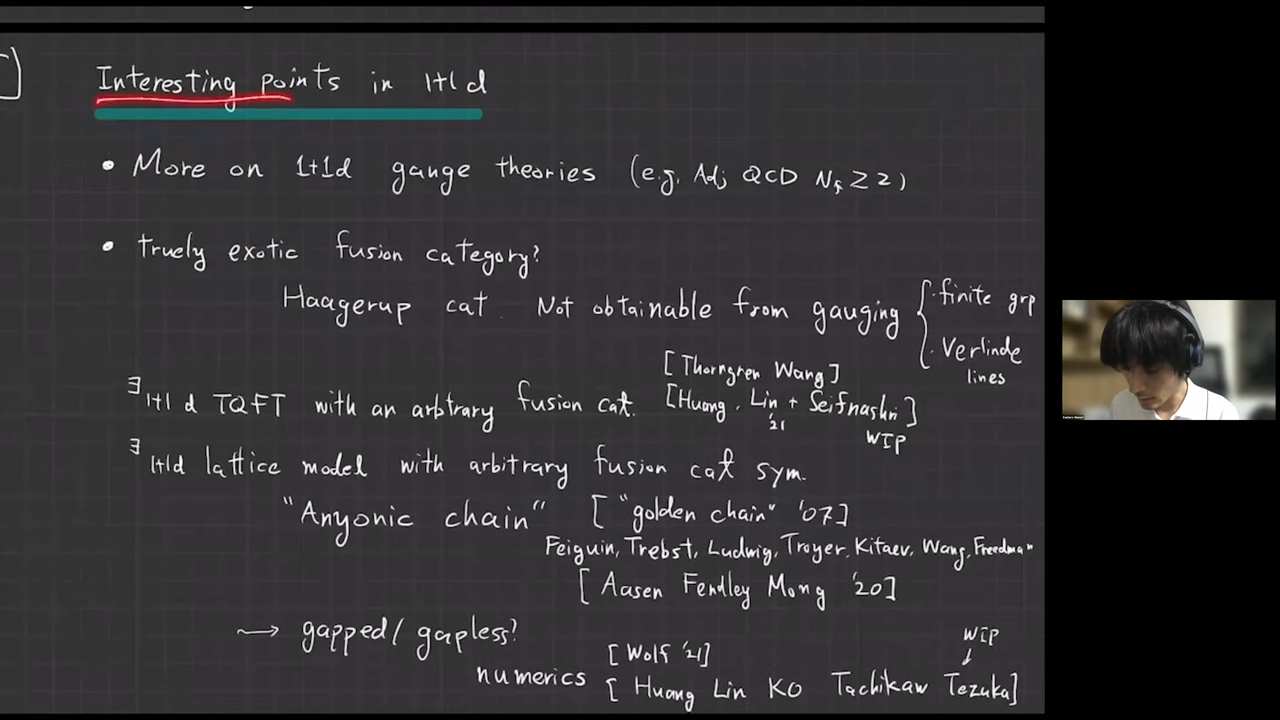 Interesting points in 1+1 d
• More on 1+1d gauge theories (e.g. Adj QCD Nf ≥ 2)
• truely exotic fusion category?
Haagerup cat. Not obtainable from gauging { · finite grp
· Verlinde
lines
[Thorngren Wang]
∃ 1+1 d TQFT with an arbtrary fusion cat. [Huang, Lin + Seifnashri]
'21
WIP
∃ 1+1d lattice model with arbitrary fusion cat sym.
"Anyonic chain" ["golden chain" '07]
Feiguin, Trebst, Ludwig, Troyer, Kitaev, Wang, Freedman
[Aasen Fendley Mong '20]
→ gapped/gapless?
WIP
numerics [Wolf '21]
[Huang Lin KO Tachikaw Tezuka]